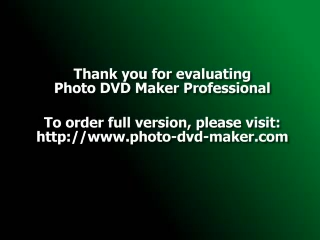 Thank you for evaluating
Photo DVD Maker Professional
To order full version, please visit:
http://www.photo-dvd-maker.com